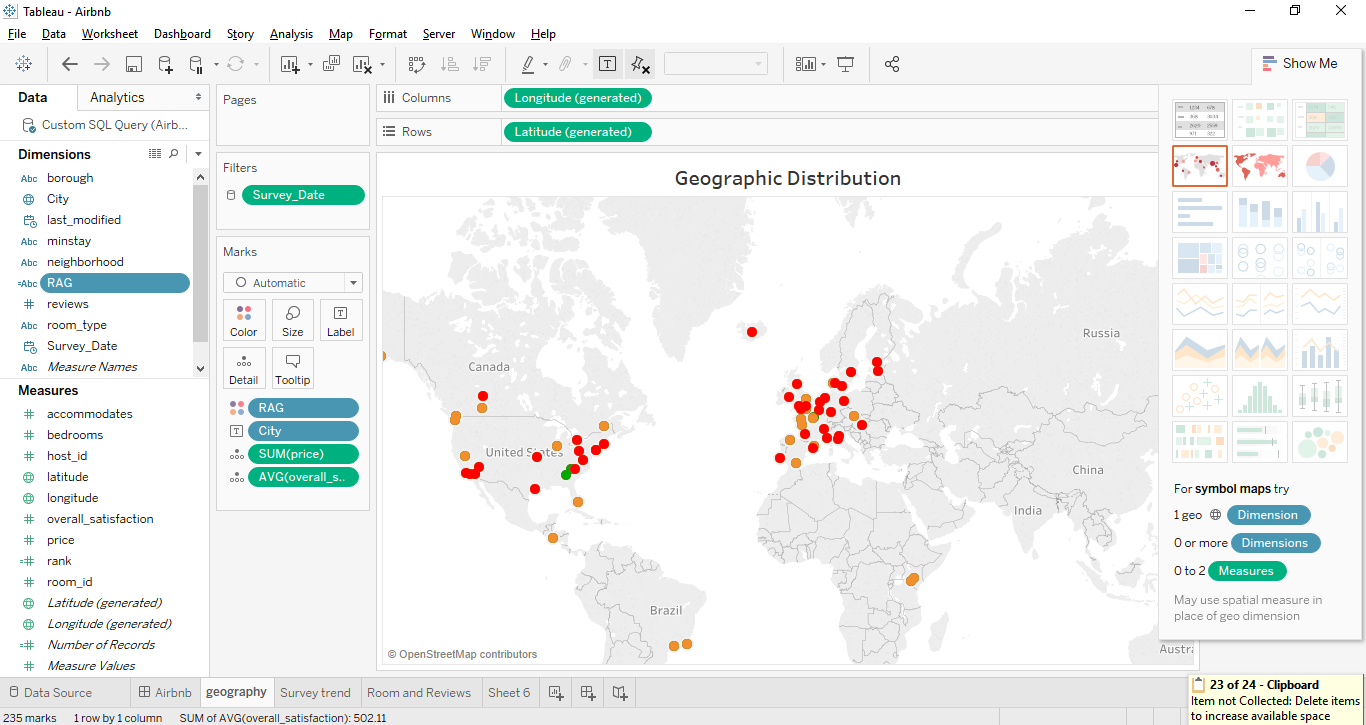 Tableau - Airbnb
File Data Worksheet Dashboard Story Analysis Map Format Server Window Help
Show Me
Data Analytics
Custom SQL Query (Airb...
Dimensions
Abc borough
City
last_modified
Abc minstay
Abc neighborhood
=Abc RAG
# reviews
Abc room_type
Survey_Date
Abc Measure Names
Measures
# accommodates
# bedrooms
# host_id
# latitude
# longitude
# overall_satisfaction
# price
=# rank
# room_id
Latitude (generated)
Longitude (generated)
=# Number of Records
# Measure Values
Pages
Filters
Survey_Date
Marks
Automatic
Color Size Label
Detail Tooltip
RAG
City
SUM(price)
AVG(overall_s..
Columns Longitude (generated)
Rows Latitude (generated)
Geographic Distribution
Russia
Canada
United States
China
India
Brazil
Austra
© OpenStreetMap contributors
For symbol maps try
1 geo Dimension
0 or more Dimensions
0 to 2 Measures
May use spatial measure in
place of geo dimension
Data Source Airbnb geography Survey trend Room and Reviews Sheet 6
235 marks 1 row by 1 column SUM of AVG(overall_satisfaction): 502.11
23 of 24 - Clipboard
Item not Collected: Delete items
to increase available space